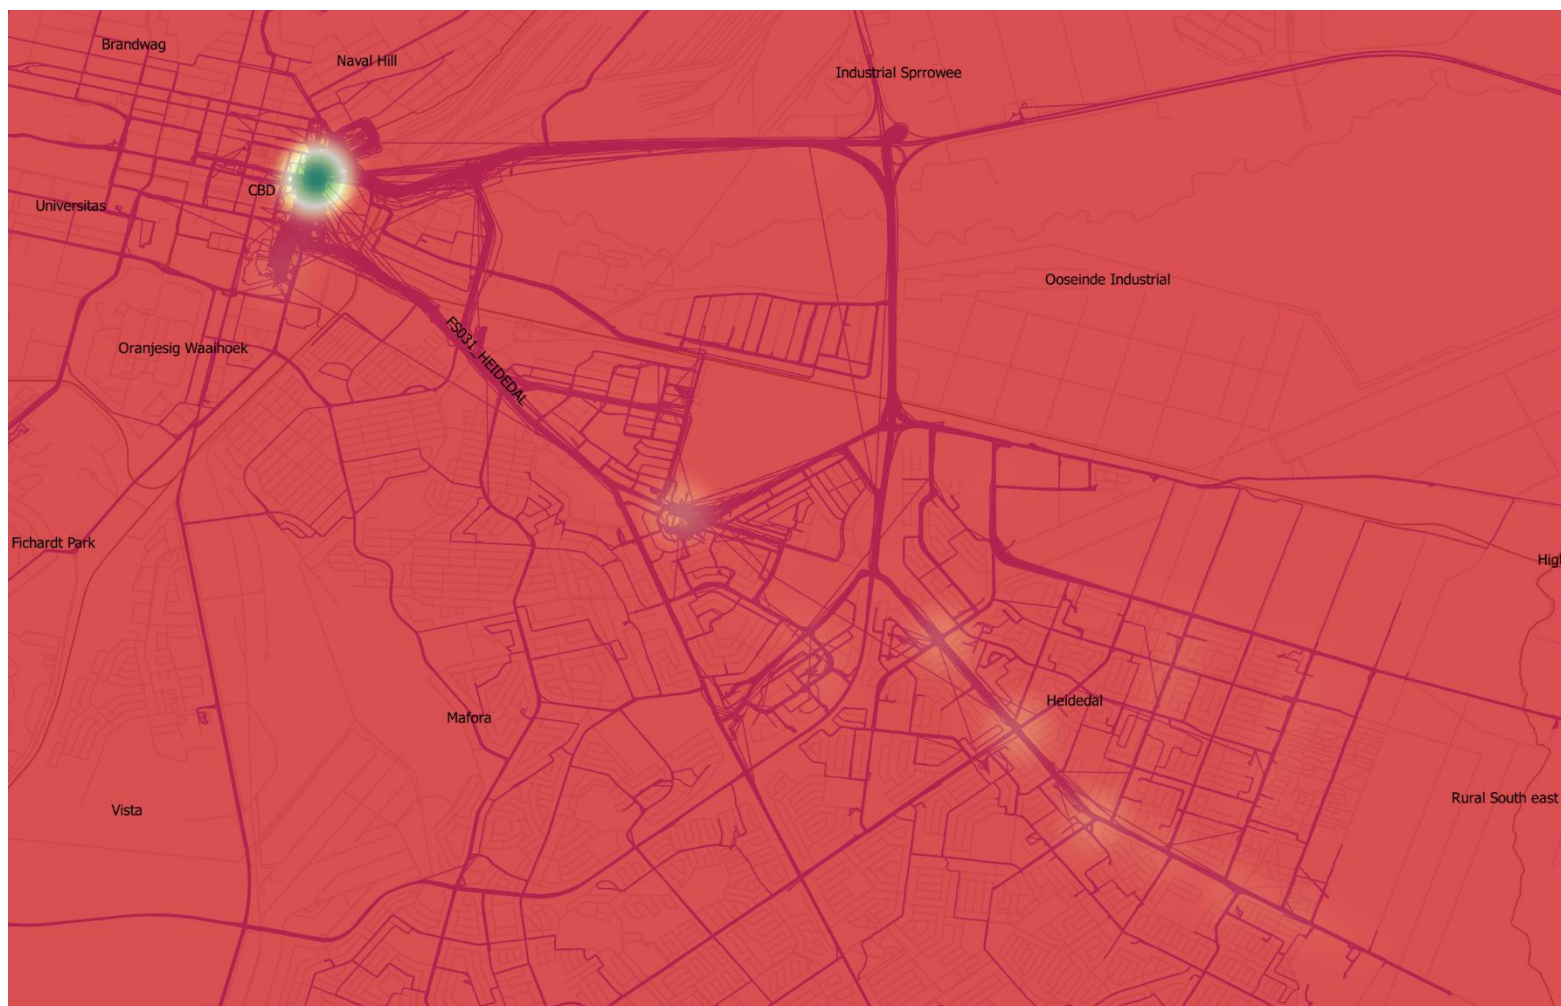 Brandwag
Naval Hill
Industrial Sprrowee
CBD
Universitas
Ooseinde Industrial
FS031_HEIDEDAL
Oranjesig Waaihoek
Fichardt Park
High
Heidedal
Mafora
Rural South east
Vista